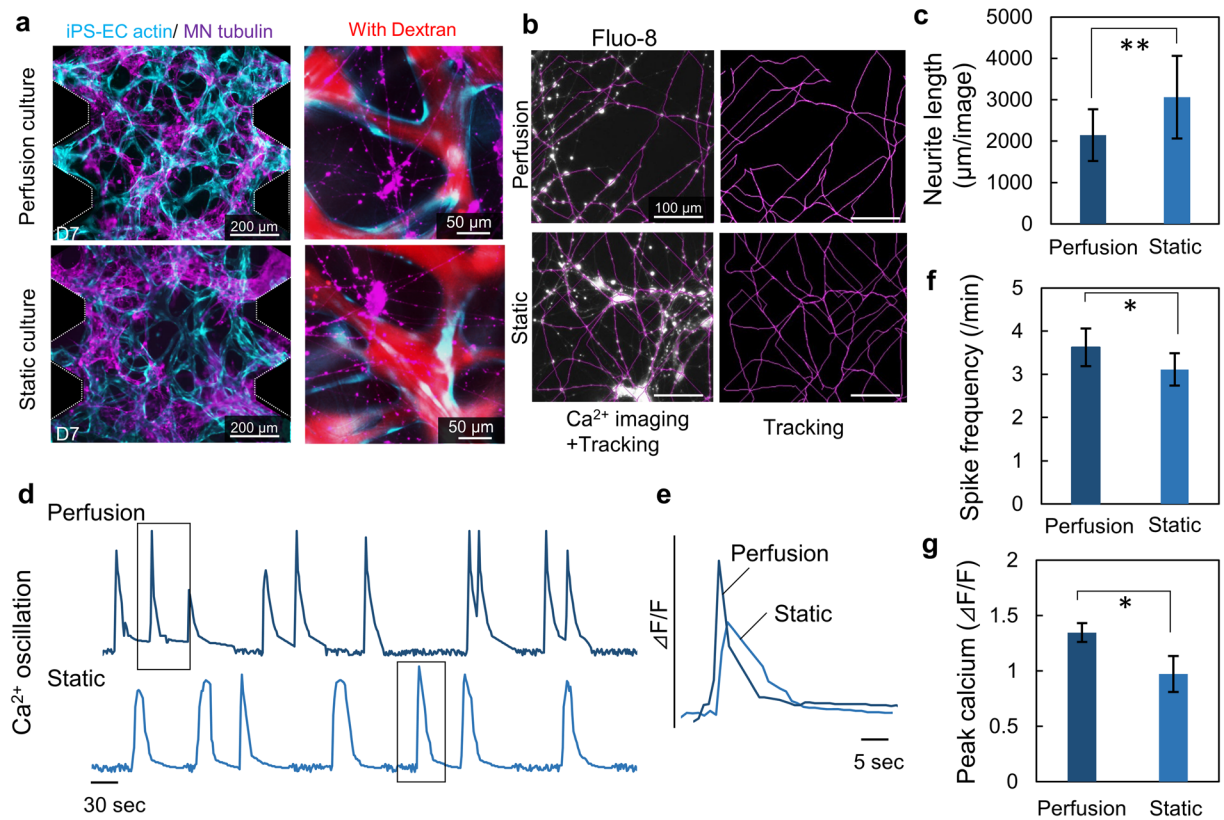 a
iPS-EC actin/ MN tubulin
With Dextran
Perfusion culture
D7
200 µm
50 µm
Static culture
D7
200 µm
50 µm
b
Fluo-8
Perfusion
100 µm
Static
Ca²⁺ imaging
+Tracking
Tracking
c
Neurite length
(µm/image)
5000
4000
3000
2000
1000
0
**
Perfusion
Static
d
Ca²⁺ oscillation
Perfusion
Static
30 sec
e
⊿F/F
Perfusion
Static
5 sec
f
Spike frequency (/min)
5
4
3
2
1
0
*
Perfusion
Static
g
Peak calcium (⊿F/F)
2
1.5
1
0.5
0
*
Perfusion
Static